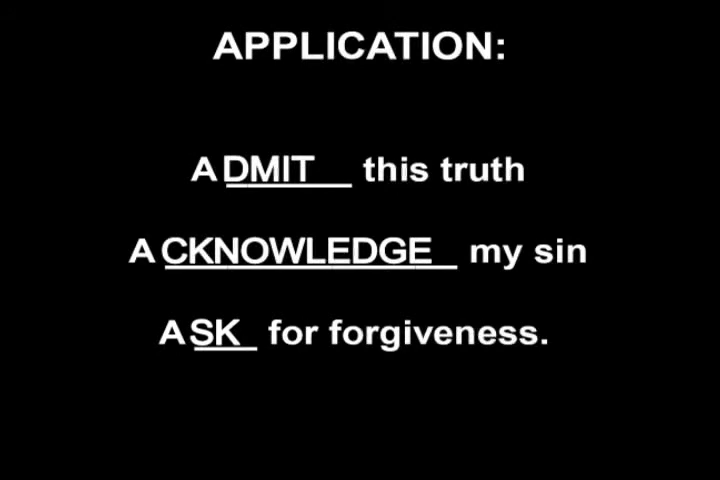 APPLICATION:
ADMIT this truth
ACKNOWLEDGE my sin
ASK for forgiveness.